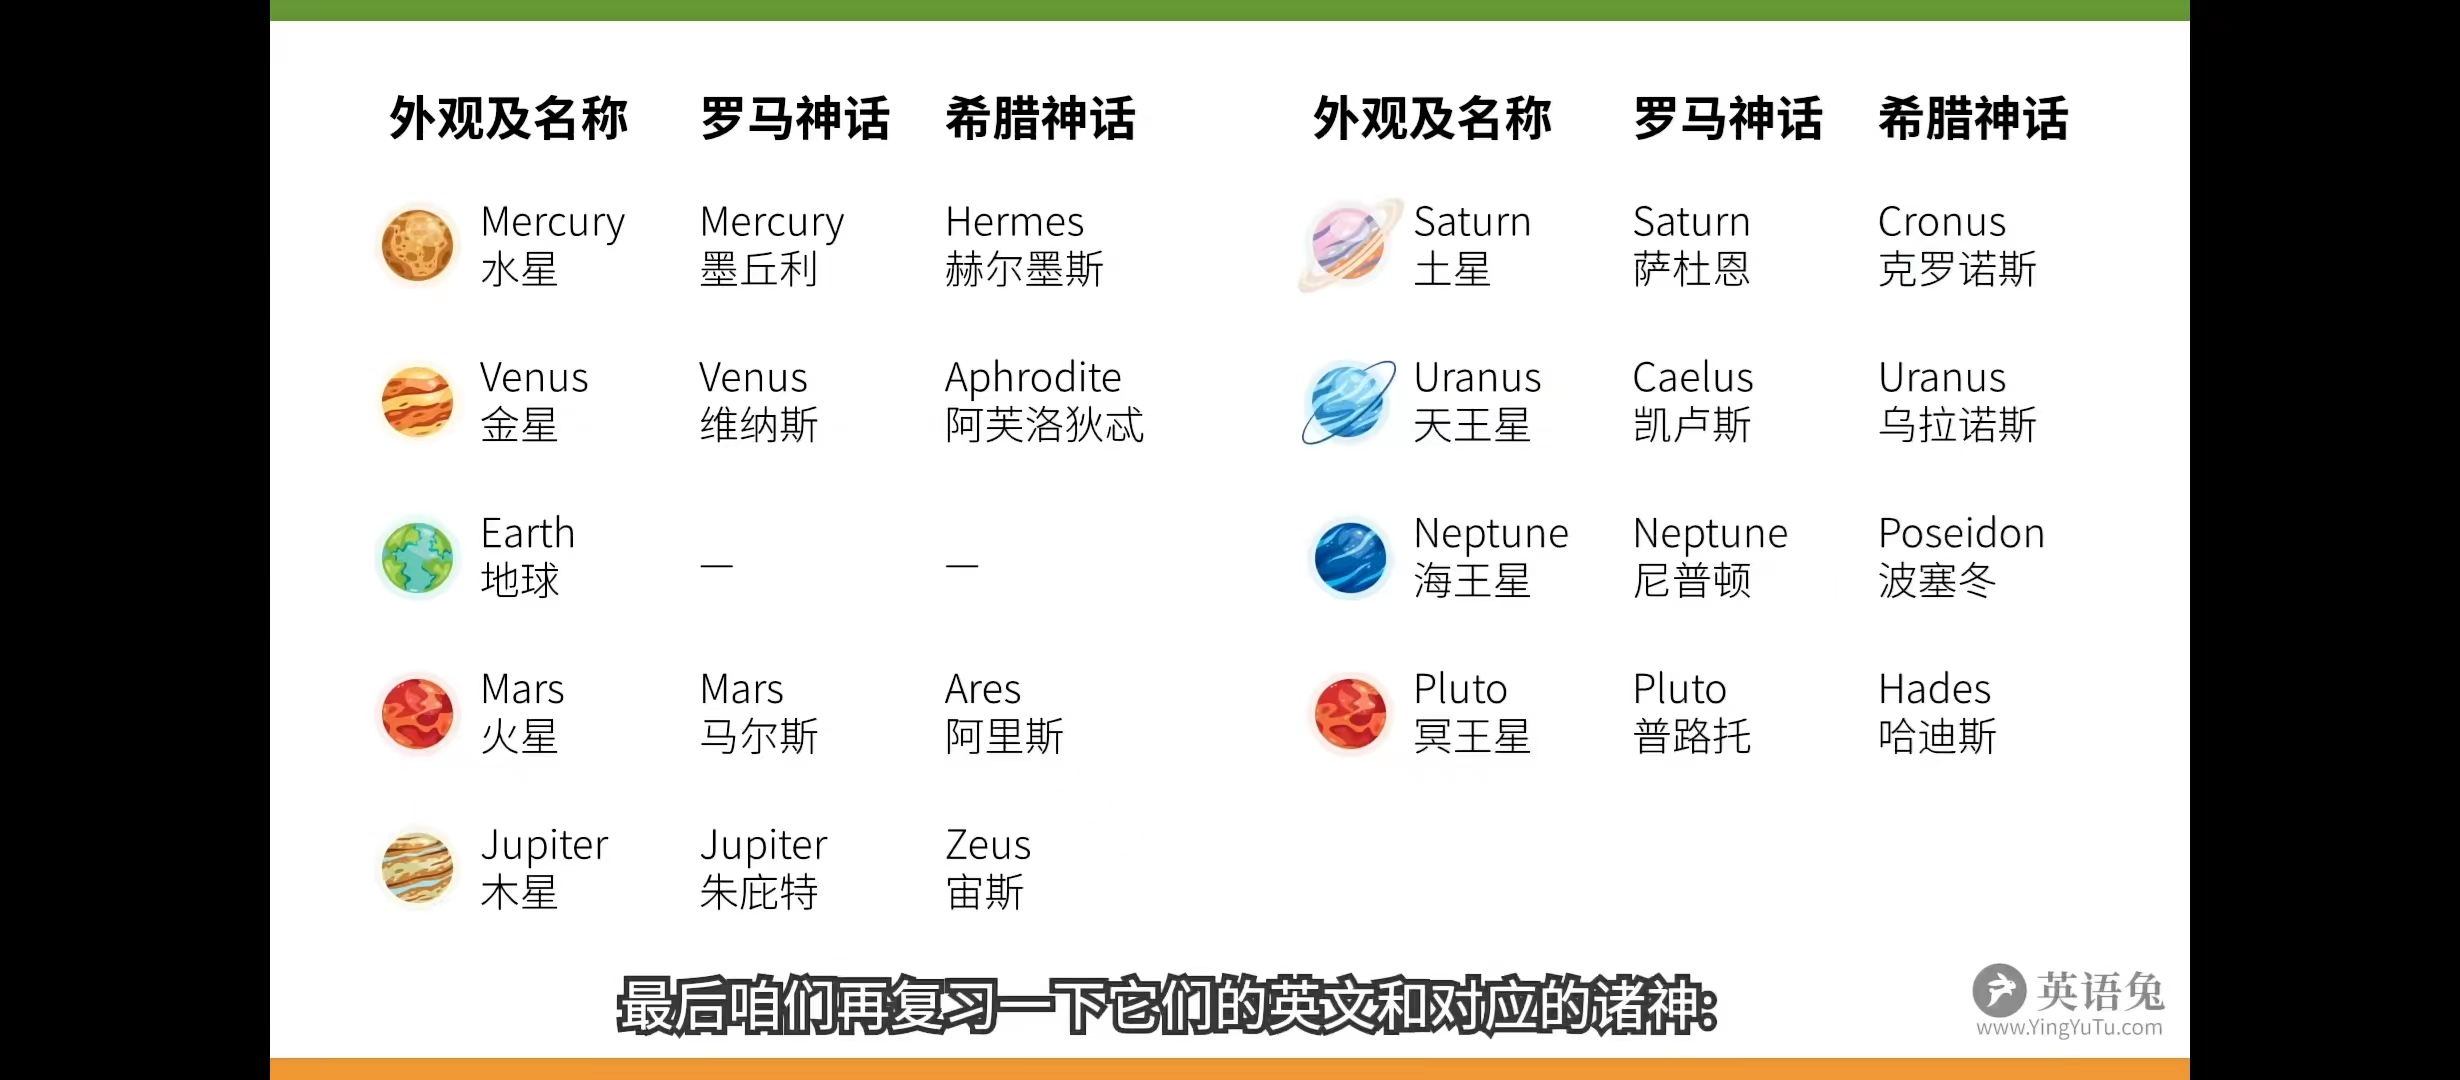 外观及名称 罗马神话 希腊神话
Mercury Mercury Hermes
水星 墨丘利 赫尔墨斯
Venus Venus Aphrodite
金星 维纳斯 阿芙洛狄忒
Earth
地球 — —
Mars Mars Ares
火星 马尔斯 阿里斯
Jupiter Jupiter Zeus
木星 朱庇特 宙斯
外观及名称 罗马神话 希腊神话
Saturn Saturn Cronus
土星 萨杜恩 克罗诺斯
Uranus Caelus Uranus
天王星 凯卢斯 乌拉诺斯
Neptune Neptune Poseidon
海王星 尼普顿 波塞冬
Pluto Pluto Hades
冥王星 普路托 哈迪斯
最后咱们再复习一下它们的英文和对应的诸神:
英语兔
www.YingYuTu.com